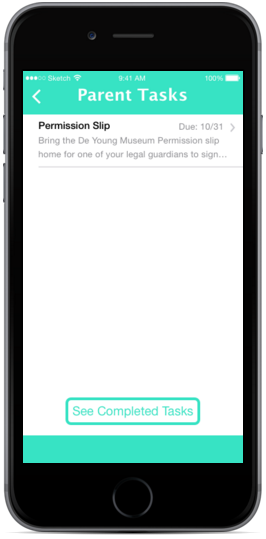 Sketch 9:41 AM 100%
Parent Tasks
Permission Slip Due: 10/31
Bring the De Young Museum Permission slip
home for one of your legal guardians to sign...
See Completed Tasks